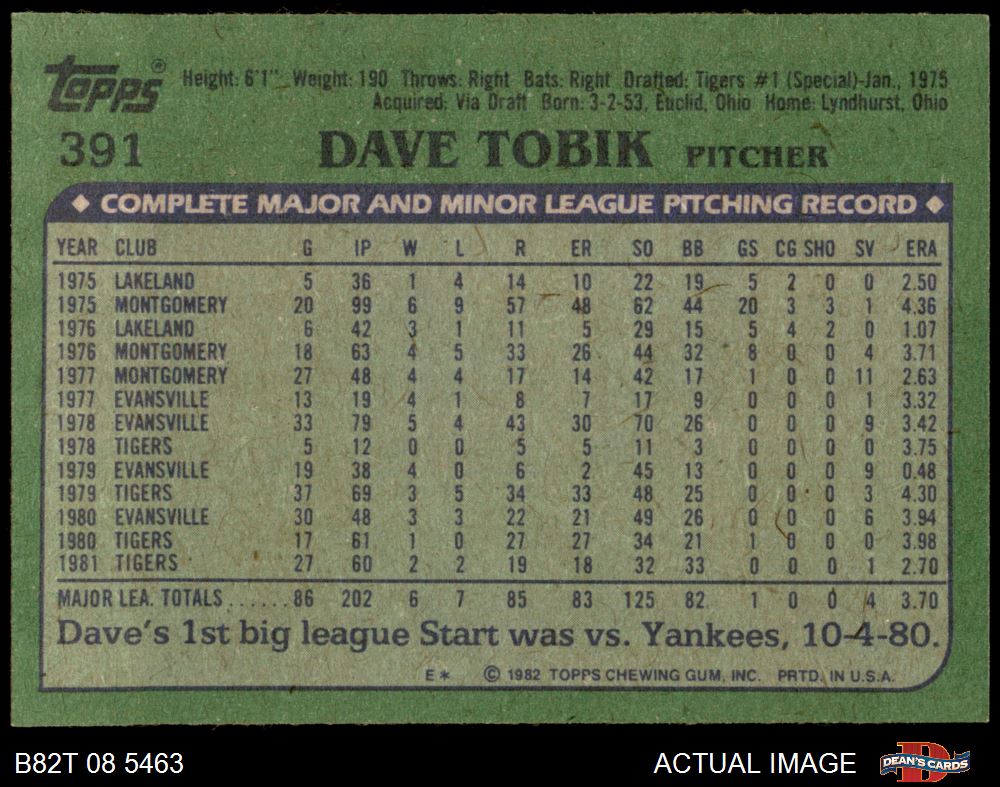 Topps® Height: 6'1" Weight: 190 Throws: Right Bats: Right Drafted: Tigers #1 (Special)-Jan., 1975
Acquired: Via Draft Born: 3-2-53, Euclid, Ohio Home: Lyndhurst, Ohio
391 DAVE TOBIK PITCHER
◆ COMPLETE MAJOR AND MINOR LEAGUE PITCHING RECORD ◆
YEAR CLUB G IP W L R ER SO BB GS CG SHO SV ERA
1975 LAKELAND 5 36 1 4 14 10 22 19 5 2 0 0 2.50
1975 MONTGOMERY 20 99 6 9 57 48 62 44 20 3 3 1 4.36
1976 LAKELAND 6 42 3 1 11 5 29 15 5 4 2 0 1.07
1976 MONTGOMERY 18 63 4 5 33 26 44 32 8 0 0 4 3.71
1977 MONTGOMERY 27 48 4 4 17 14 42 17 1 0 0 11 2.63
1977 EVANSVILLE 13 19 4 1 8 7 17 9 0 0 0 1 3.32
1978 EVANSVILLE 33 79 5 4 43 30 70 26 0 0 0 9 3.42
1978 TIGERS 5 12 0 0 5 5 11 3 0 0 0 0 3.75
1979 EVANSVILLE 19 38 4 0 6 2 45 13 0 0 0 9 0.48
1979 TIGERS 37 69 3 5 34 33 48 25 0 0 0 3 4.30
1980 EVANSVILLE 30 48 3 3 22 21 49 26 0 0 0 6 3.94
1980 TIGERS 17 61 1 0 27 27 34 21 1 0 0 0 3.98
1981 TIGERS 27 60 2 2 19 18 32 33 0 0 0 1 2.70
MAJOR LEA. TOTALS......86 202 6 7 85 83 125 82 1 0 0 4 3.70
Dave's 1st big league Start was vs. Yankees, 10-4-80.
E* © 1982 TOPPS CHEWING GUM, INC. PRTD. IN U.S.A.
B82T 08 5463 ACTUAL IMAGE D DEAN'S CARDS